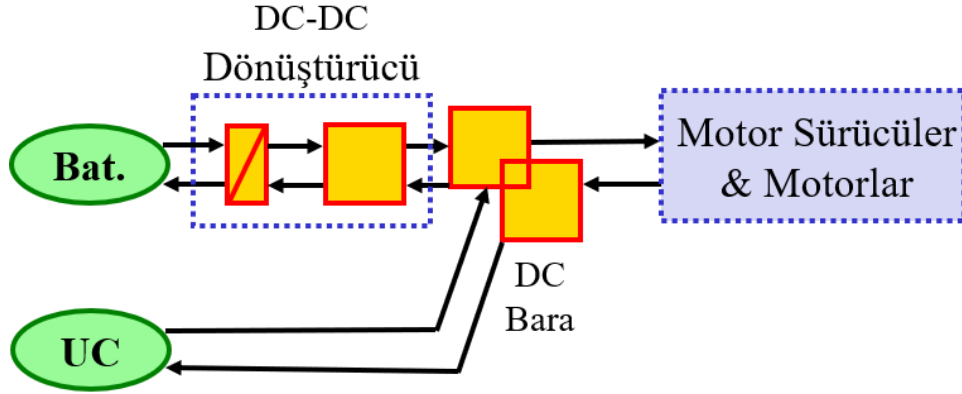 DC-DC
Dönüştürücü
Bat.
Motor Sürücüler
& Motorlar
DC
Bara
UC